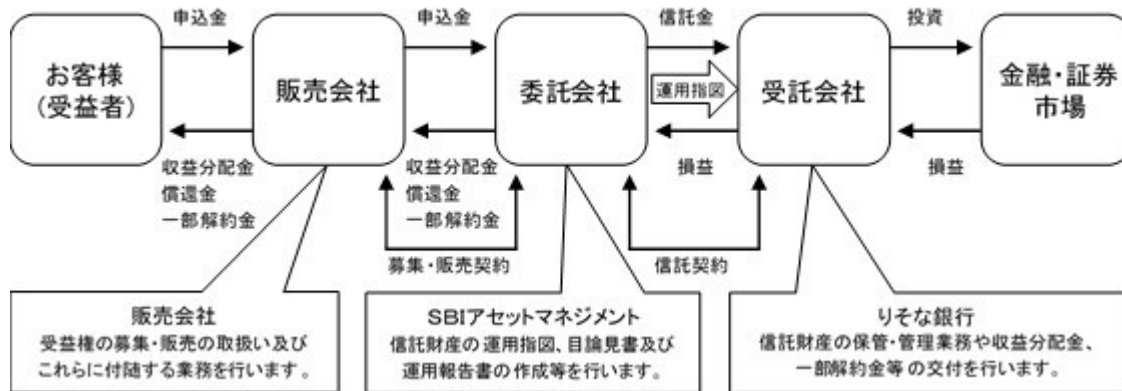 申込金
申込金
信託金
投資
お客様
(受益者)
販売会社
委託会社
運用指図
受託会社
金融・証券
市場
収益分配金
償還金
一部解約金
収益分配金
償還金
一部解約金
損益
損益
募集・販売契約
信託契約
販売会社
受益権の募集・販売の取扱い及び
これらに付随する業務を行います。
SBIアセットマネジメント
信託財産の運用指図、目論見書及び
運用報告書の作成等を行います。
りそな銀行
信託財産の保管・管理業務や収益分配金、
一部解約金等の交付を行います。